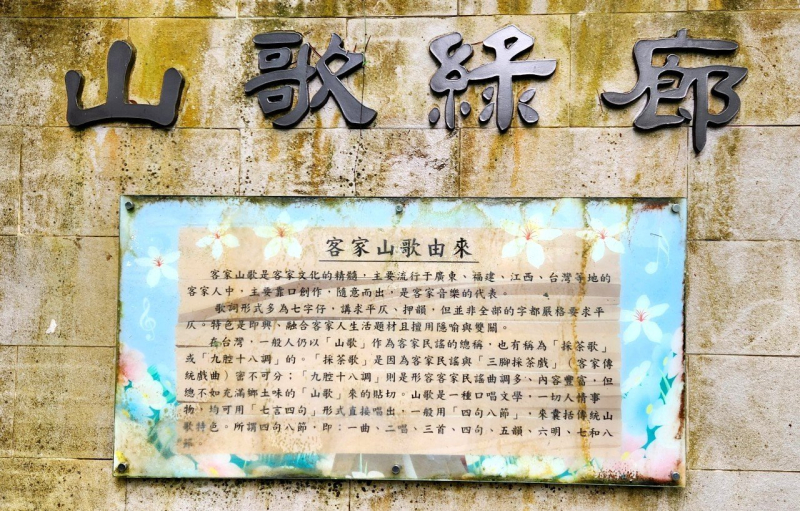 山歌綠廊
客家山歌由來
客家山歌是客家文化的精髓，主要流行于廣東、福建、江西、台灣等地的
客家人中，主要靠口創作，隨意而出，是客家音樂的代表。
歌詞形式多為七字仔，講求平仄、押韻，但並非全部的字都嚴格要求平
仄。特色是即興、融合客家人生活題材且擅用隱喻與雙關。
在台灣，一般人仍以「山歌」作為客家民謠的總稱，也有稱為「採茶歌」
或「九腔十八調」的。「採茶歌」是因為客家民謠與「三腳採茶戲」（客家傳
統戲曲）密不可分；「九腔十八調」則是形容客家民謠曲調多、內容豐富，但
總不如充滿鄉土味的「山歌」來的貼切。山歌是一種口唱文學，一切人情事
物，均可用「七言四句」形式直接唱出，一般用「四句八節」，來囊括傳統山
歌特色。所謂四句八節，即：一曲、二唱、三首、四句、五韻、六明、七和八
節